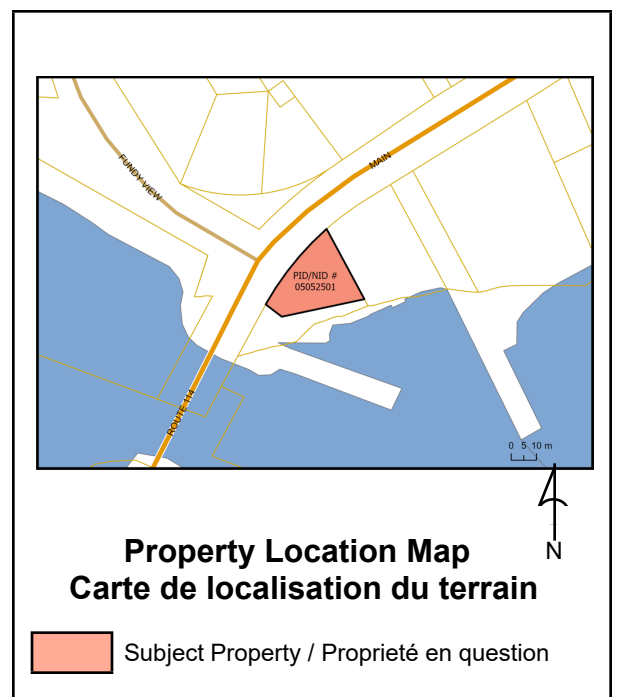 MAIN
FUNDY VIEW
PID/NID #
05052501
ROUTE 114
0 5 10 m
N
Property Location Map
Carte de localisation du terrain
Subject Property / Proprieté en question